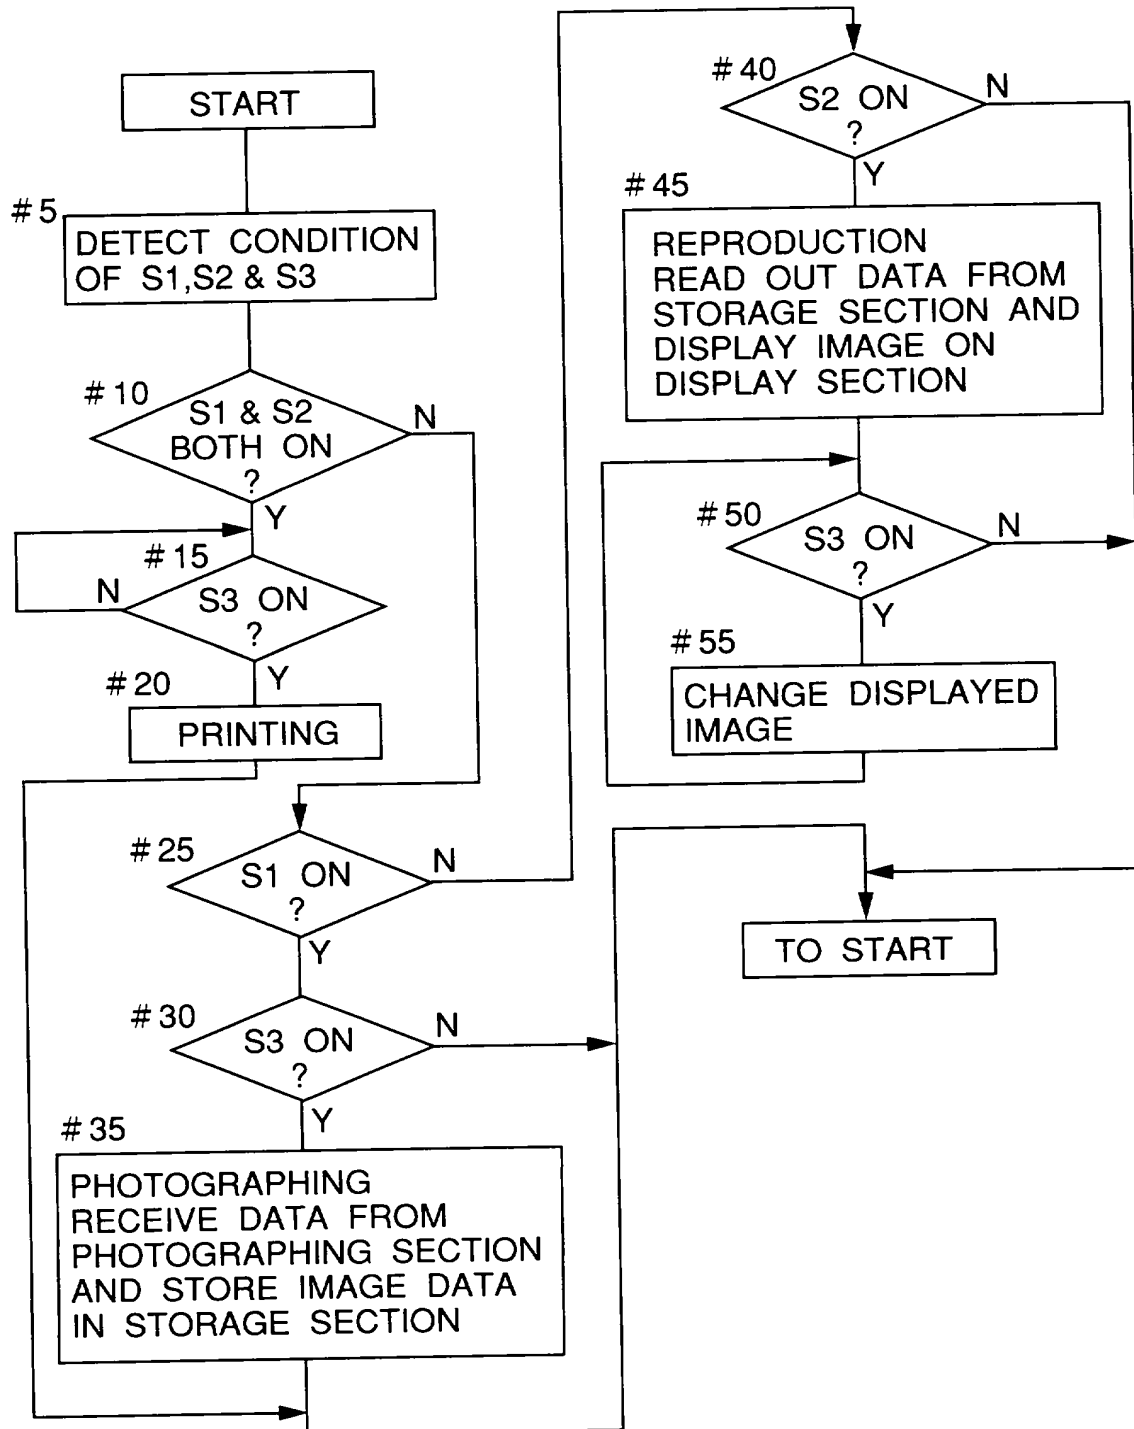 START
#5
DETECT CONDITION
OF S1,S2 & S3
#10
S1 & S2
BOTH ON
?
N
Y
#15
S3 ON
?
N
Y
#20
PRINTING
#25
S1 ON
?
N
Y
#30
S3 ON
?
N
Y
#35
PHOTOGRAPHING
RECEIVE DATA FROM
PHOTOGRAPHING SECTION
AND STORE IMAGE DATA
IN STORAGE SECTION
#40
S2 ON
?
N
Y
#45
REPRODUCTION
READ OUT DATA FROM
STORAGE SECTION AND
DISPLAY IMAGE ON
DISPLAY SECTION
#50
S3 ON
?
N
Y
#55
CHANGE DISPLAYED
IMAGE
TO START